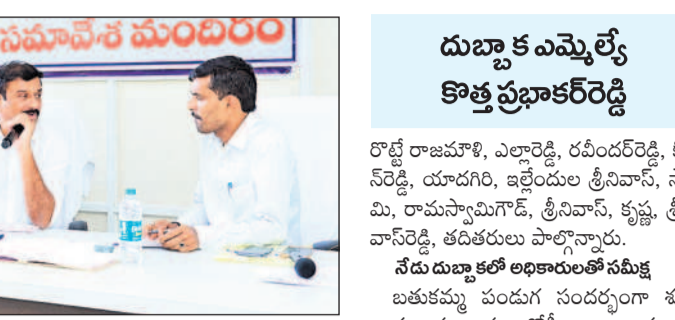 సమావేశ మందిరం
దుబ్బాక ఎమ్మెల్యే
కొత్త ప్రభాకర్‌రెడ్డి
రొట్టే రాజమౌళి, ఎల్లారెడ్డి, రవీందర్‌రెడ్డి,
న్‌రెడ్డి, యాదగిరి, ఇల్లేందుల శ్రీనివాస్,
మి, రామస్వామిగౌడ్, శ్రీనివాస్, కృష్ణ,
వాస్‌రెడ్డి, తదితరులు పాల్గొన్నారు.
నేడు దుబ్బాకలో అధికారులతో సమీక్ష
బతుకమ్మ పండుగ సందర్భంగా